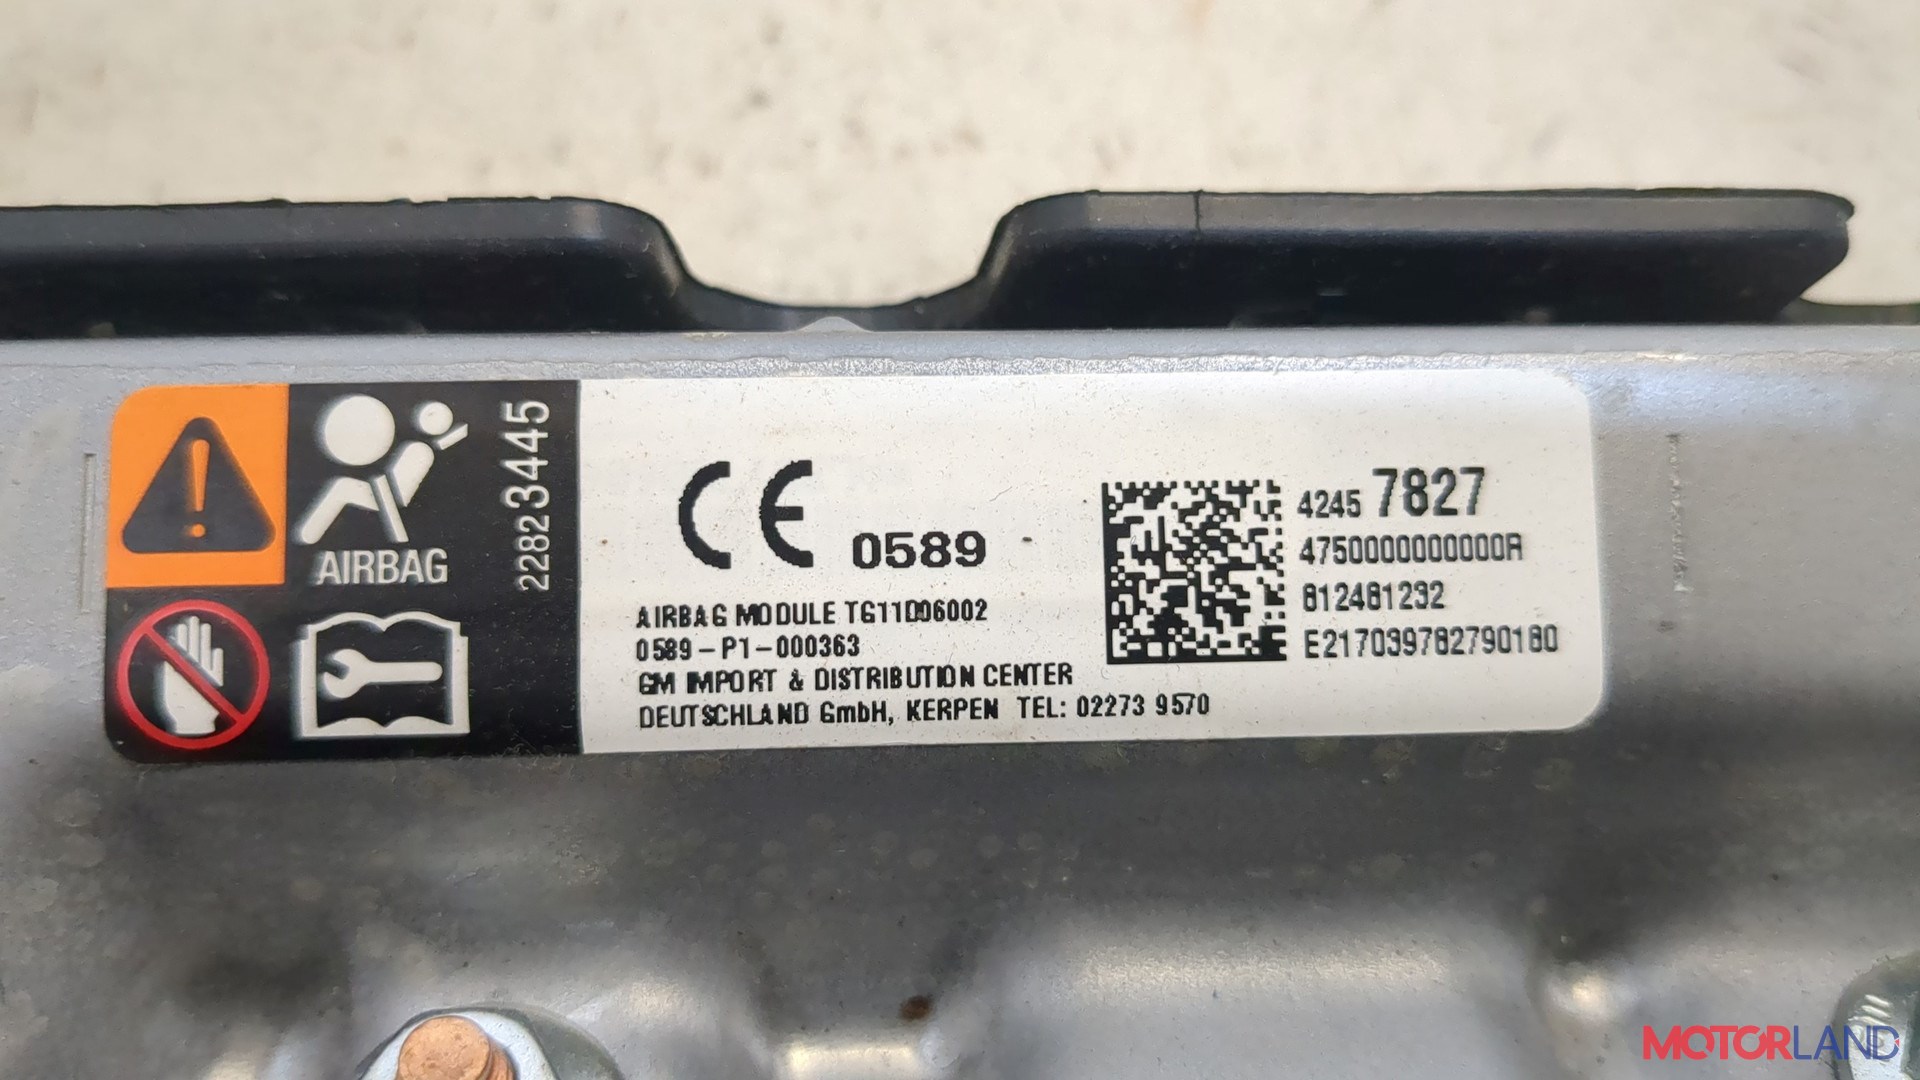 AIRBAG
22823445
CE 0589
AIRBAG MODULE TG11D06002
0589-P1-000363
GM IMPORT & DISTRIBUTION CENTER
DEUTSCHLAND GmbH, KERPEN TEL: 02273 9570
4245 7827
4750000000000R
812481232
E217039782790180
MOTORLAND